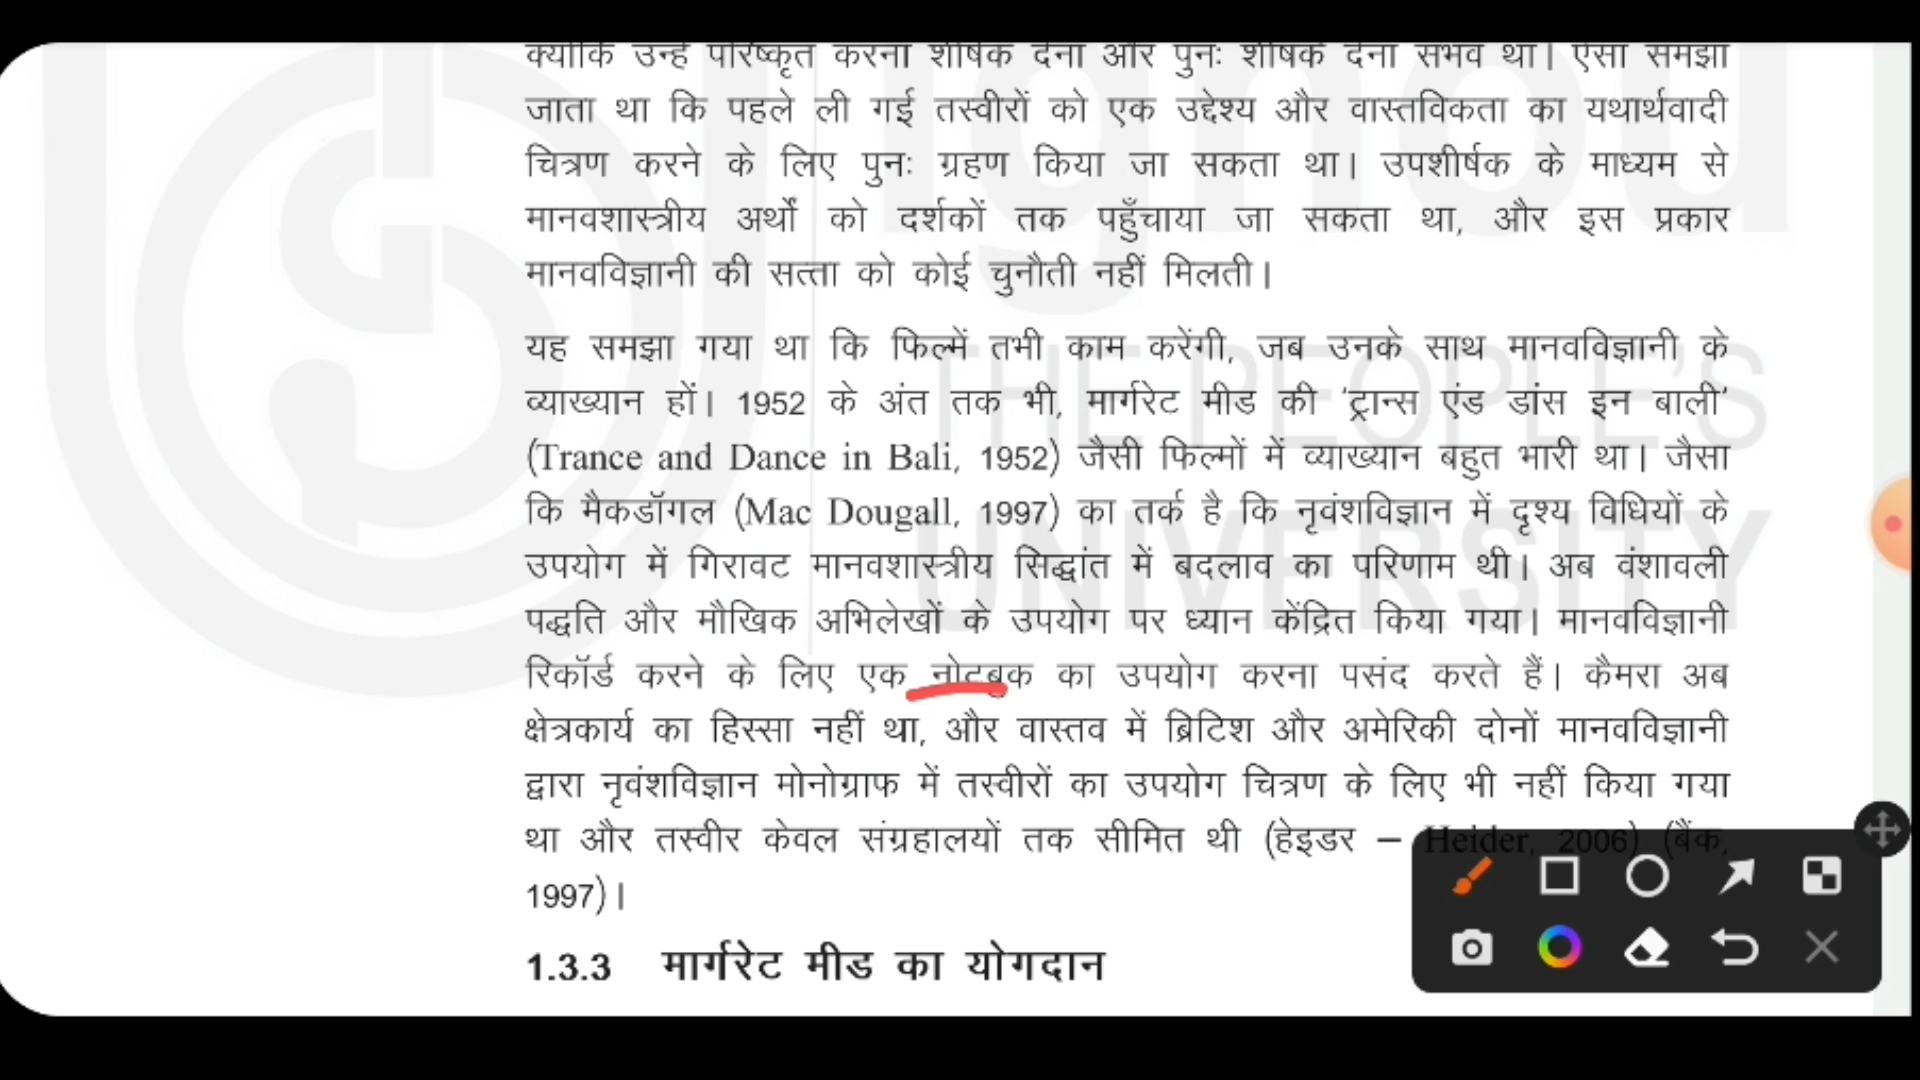 क्योंकि उन्हें परिष्कृत करना शीर्षक देना और पुनः शीर्षक देना संभव था। ऐसा समझा
जाता था कि पहले ली गई तस्वीरों को एक उद्देश्य और वास्तविकता का यथार्थवादी
चित्रण करने के लिए पुनः ग्रहण किया जा सकता था। उपशीर्षक के माध्यम से
मानवशास्त्रीय अर्थों को दर्शकों तक पहुँचाया जा सकता था, और इस प्रकार
मानवविज्ञानी की सत्ता को कोई चुनौती नहीं मिलती।
यह समझा गया था कि फिल्में तभी काम करेंगी, जब उनके साथ मानवविज्ञानी के
व्याख्यान हों। 1952 के अंत तक भी, मार्गरेट मीड की 'ट्रान्स एंड डांस इन बाली'
(Trance and Dance in Bali, 1952) जैसी फिल्मों में व्याख्यान बहुत भारी था। जैसा
कि मैकडॉगल (Mac Dougall, 1997) का तर्क है कि नृवंशविज्ञान में दृश्य विधियों के
उपयोग में गिरावट मानवशास्त्रीय सिद्धांत में बदलाव का परिणाम थी। अब वंशावली
पद्धति और मौखिक अभिलेखों के उपयोग पर ध्यान केंद्रित किया गया। मानवविज्ञानी
रिकॉर्ड करने के लिए एक नोटबुक का उपयोग करना पसंद करते हैं। कैमरा अब
क्षेत्रकार्य का हिस्सा नहीं था, और वास्तव में ब्रिटिश और अमेरिकी दोनों मानवविज्ञानी
द्वारा नृवंशविज्ञान मोनोग्राफ में तस्वीरों का उपयोग चित्रण के लिए भी नहीं किया गया
था और तस्वीर केवल संग्रहालयों तक सीमित थी (हेइडर – Heider, 2006) (बैंक,
1997)।
1.3.3 मार्गरेट मीड का योगदान
ignou
THE PEOPLE'S
UNIVERSITY